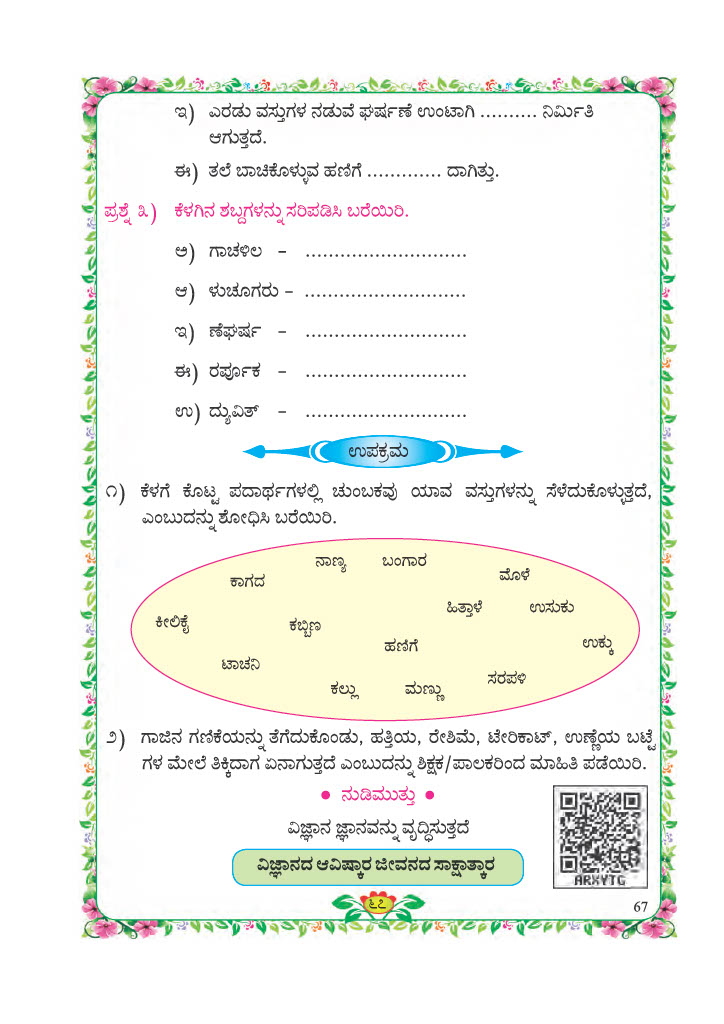 ಇ) ಎರಡು ವಸ್ತುಗಳ ನಡುವೆ ಘರ್ಷಣೆ ಉಂಟಾಗಿ .......... ನಿರ್ಮಿತಿ
ಆಗುತ್ತದೆ.
ಈ) ತಲೆ ಬಾಚಿಕೊಳ್ಳುವ ಹಣಿಗೆ ............. ದಾಗಿತ್ತು.
ಪ್ರಶ್ನೆ ೩) ಕೆಳಗಿನ ಶಬ್ದಗಳನ್ನು ಸರಿಪಡಿಸಿ ಬರೆಯಿರಿ.
ಅ) ಗಾಚಳಿಲ – ............................
ಆ) ಳುಚೂಗರು – ............................
ಇ) ಣೆಘರ್ಷ – ............................
ಈ) ರರ್ಪೂಕ – ............................
ಉ) ದ್ಯುವಿತ್ – ............................
ಉಪಕ್ರಮ
೧) ಕೆಳಗೆ ಕೊಟ್ಟ ಪದಾರ್ಥಗಳಲ್ಲಿ ಚುಂಬಕವು ಯಾವ ವಸ್ತುಗಳನ್ನು ಸೆಳೆದುಕೊಳ್ಳುತ್ತದೆ,
ಎಂಬುದನ್ನು ಶೋಧಿಸಿ ಬರೆಯಿರಿ.
ನಾಣ್ಯ ಬಂಗಾರ
ಕಾಗದ ಮೊಳೆ
ಹಿತ್ತಾಳೆ ಉಸುಕು
ಕೀಲಿಕೈ ಕಬ್ಬಿಣ
ಹಣಿಗೆ ಉಕ್ಕು
ಟಾಚನಿ ಸರಪಳಿ
ಕಲ್ಲು ಮಣ್ಣು
೨) ಗಾಜಿನ ಗಣಿಕೆಯನ್ನು ತೆಗೆದುಕೊಂಡು, ಹತ್ತಿಯ, ರೇಶಿಮೆ, ಟೇರಿಕಾಟ್, ಉಣ್ಣೆಯ ಬಟ್ಟೆ
ಗಳ ಮೇಲೆ ತಿಕ್ಕಿದಾಗ ಏನಾಗುತ್ತದೆ ಎಂಬುದನ್ನು ಶಿಕ್ಷಕ/ಪಾಲಕರಿಂದ ಮಾಹಿತಿ ಪಡೆಯಿರಿ.
• ನುಡಿಮುತ್ತು •
ವಿಜ್ಞಾನ ಜ್ಞಾನವನ್ನು ವೃದ್ಧಿಸುತ್ತದೆ
ವಿಜ್ಞಾನದ ಆವಿಷ್ಕಾರ ಜೀವನದ ಸಾಕ್ಷಾತ್ಕಾರ
ARXYTG
೬೭
67